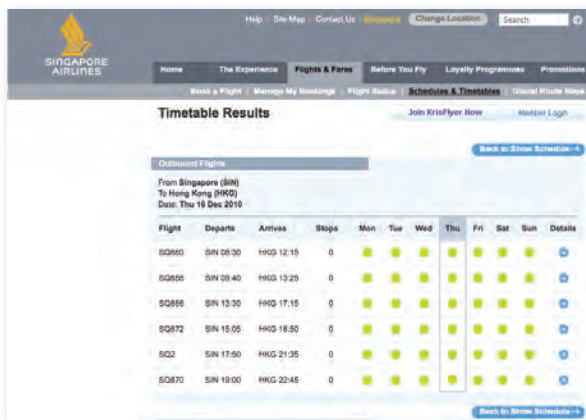 Help Site Map Contact Us Singapore Change Location Search
SINGAPORE
AIRLINES
Home The Experience Flights & Fares Before You Fly Loyalty Programmes Promotions
Book a Flight Manage My Bookings Flight Status Schedules & Timetables Global Route Maps
Timetable Results
Join KrisFlyer Now Member Login
Back to Show Schedule
Outbound Flights
From Singapore (SIN)
To Hong Kong (HKG)
Date: Thu 16 Dec 2010
Flight Departs Arrives Stops Mon Tue Wed Thu Fri Sat Sun Details
SQ860 SIN 08:30 HKG 12:15 0
SQ856 SIN 09:40 HKG 13:25 0
SQ866 SIN 13:30 HKG 17:15 0
SQ872 SIN 15:05 HKG 18:50 0
SQ2 SIN 17:50 HKG 21:35 0
SQ870 SIN 19:00 HKG 22:45 0
Back to Show Schedule